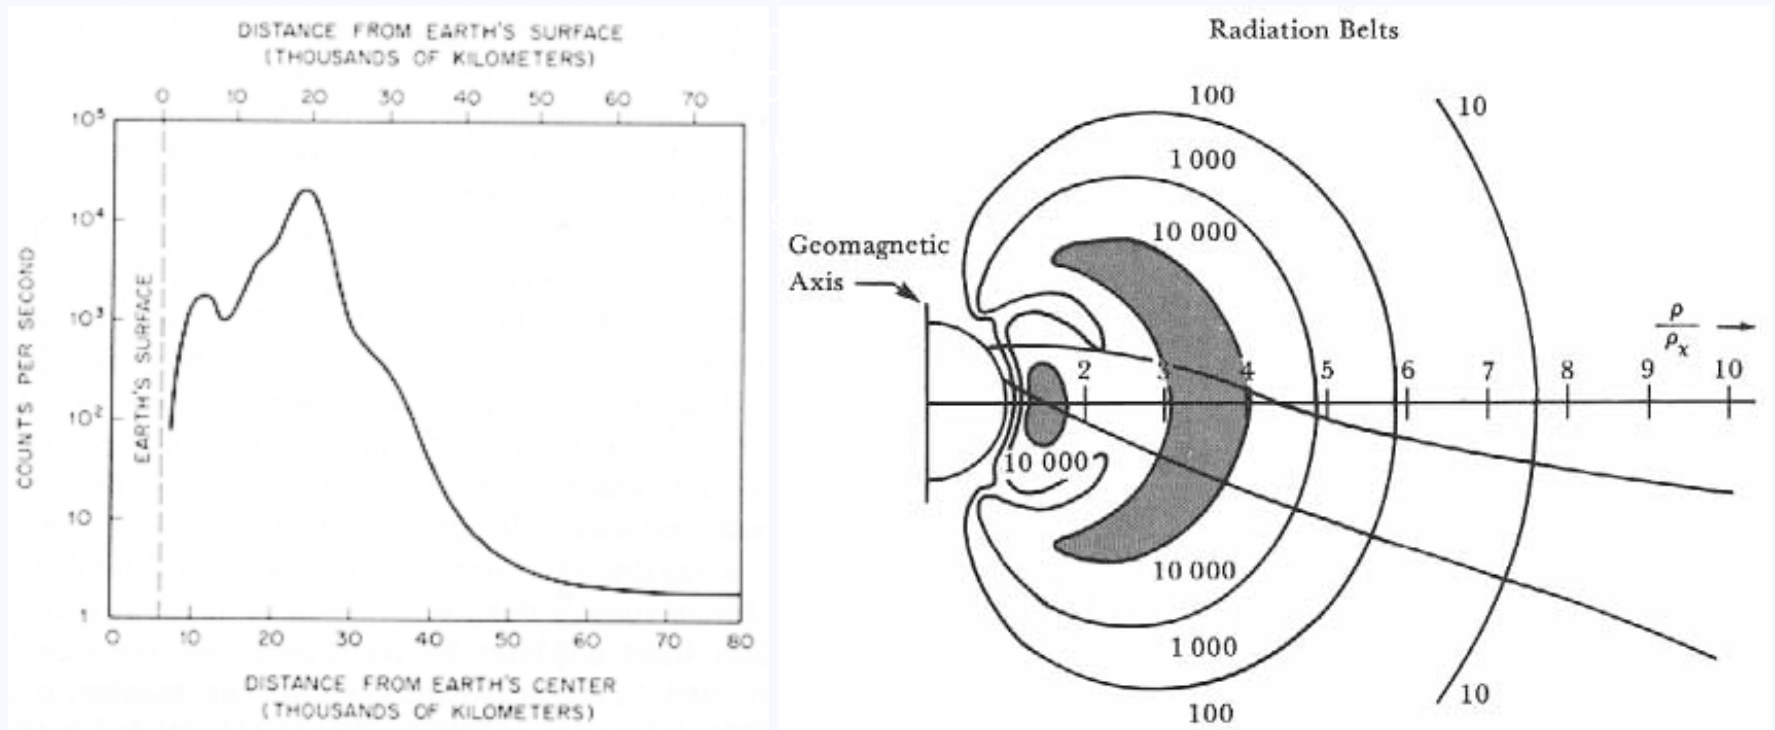 DISTANCE FROM EARTH'S SURFACE
(THOUSANDS OF KILOMETERS)
0 10 20 30 40 50 60 70
10⁵
10⁴
10³
10²
10
1
COUNTS PER SECOND
EARTH'S SURFACE
0 10 20 30 40 50 60 70 80
DISTANCE FROM EARTH'S CENTER
(THOUSANDS OF KILOMETERS)
Radiation Belts
100
10
1 000
10 000
Geomagnetic
Axis
ρ/ρₓ
2 3 4 5 6 7 8 9 10
10 000
10 000
1 000
10
100